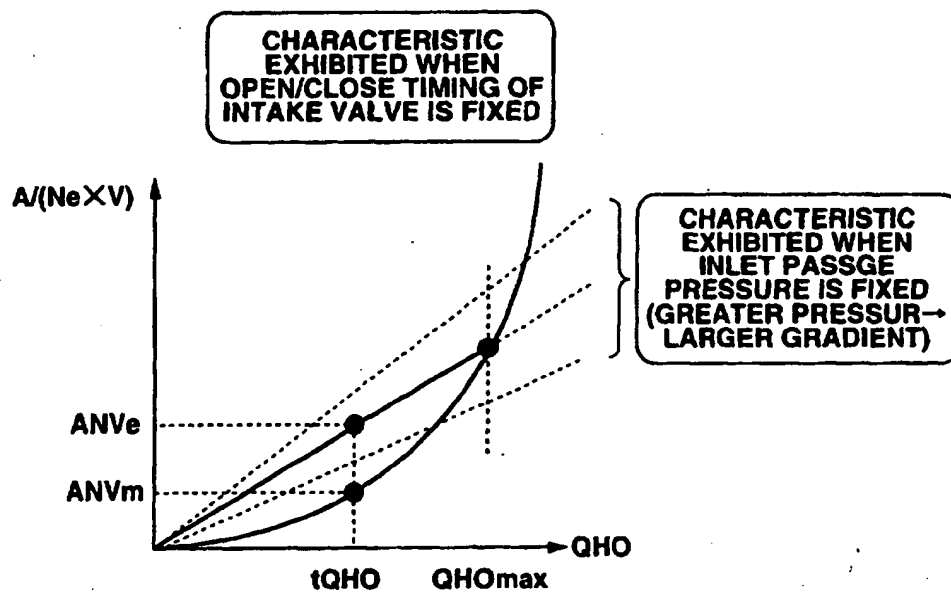 CHARACTERISTIC
EXHIBITED WHEN
OPEN/CLOSE TIMING OF
INTAKE VALVE IS FIXED
A/(Ne×V)
CHARACTERISTIC
EXHIBITED WHEN
INLET PASSGE
PRESSURE IS FIXED
(GREATER PRESSUR→
LARGER GRADIENT)
ANVe
ANVm
QHO
tQHO
QHOmax